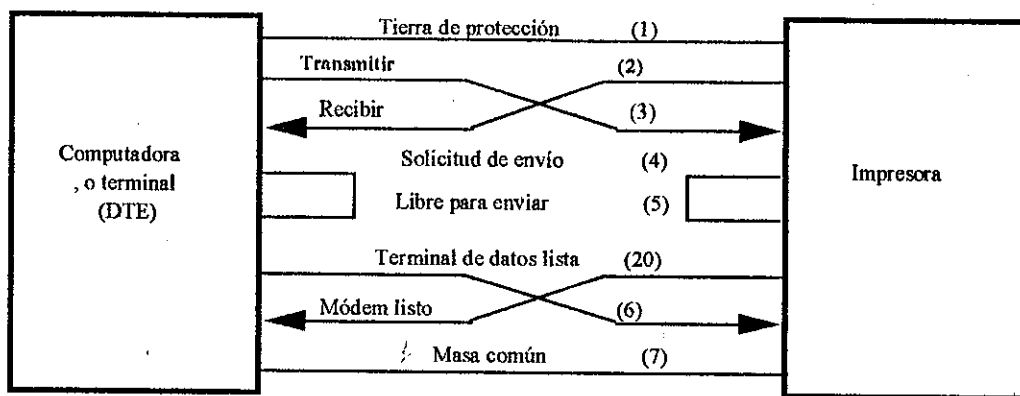 Tierra de protección (1)
Transmitir (2)
Recibir (3)
Solicitud de envío (4)
Computadora
, o terminal
(DTE)
Impresora
Libre para enviar (5)
Terminal de datos lista (20)
Módem listo (6)
Masa común (7)